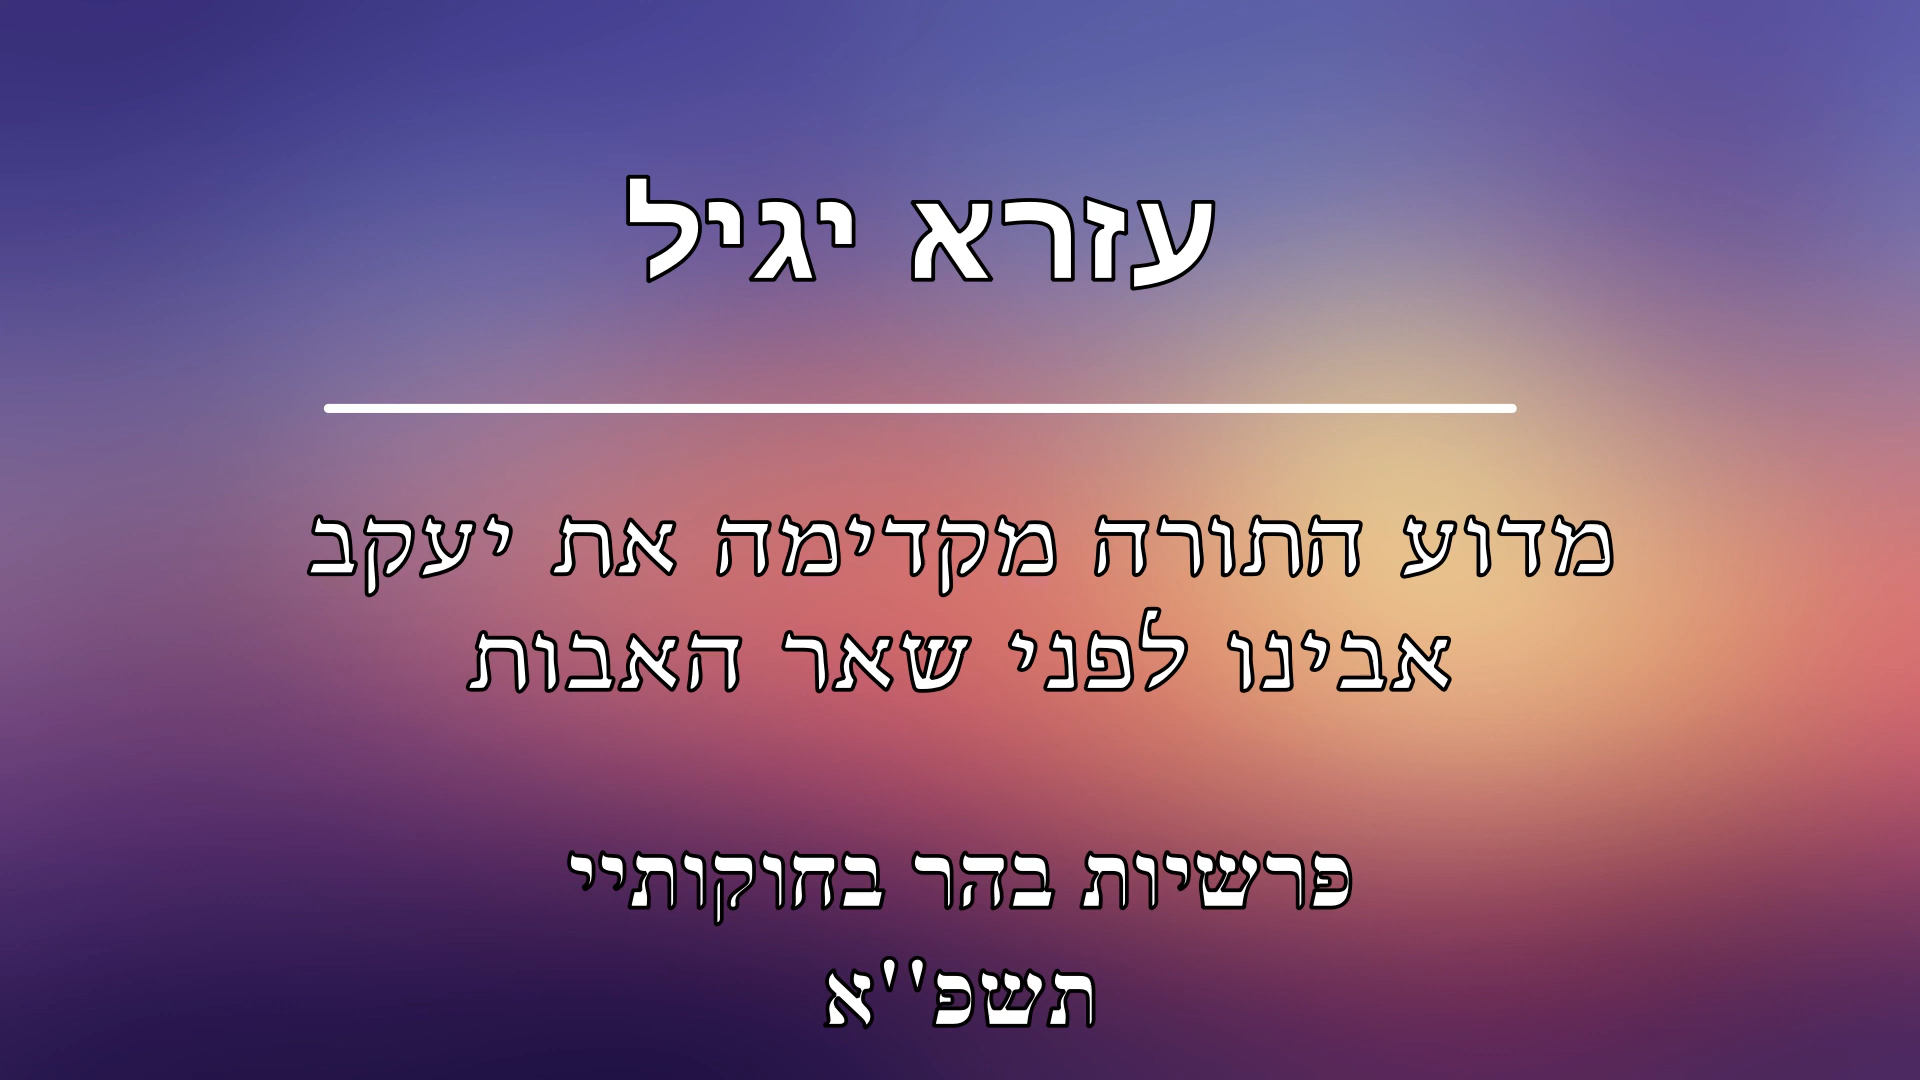 עזרא יגיל
מדוע התורה מקדימה את יעקב
אבינו לפני שאר האבות
פרשיות בהר בחוקותיי
תשפ''א